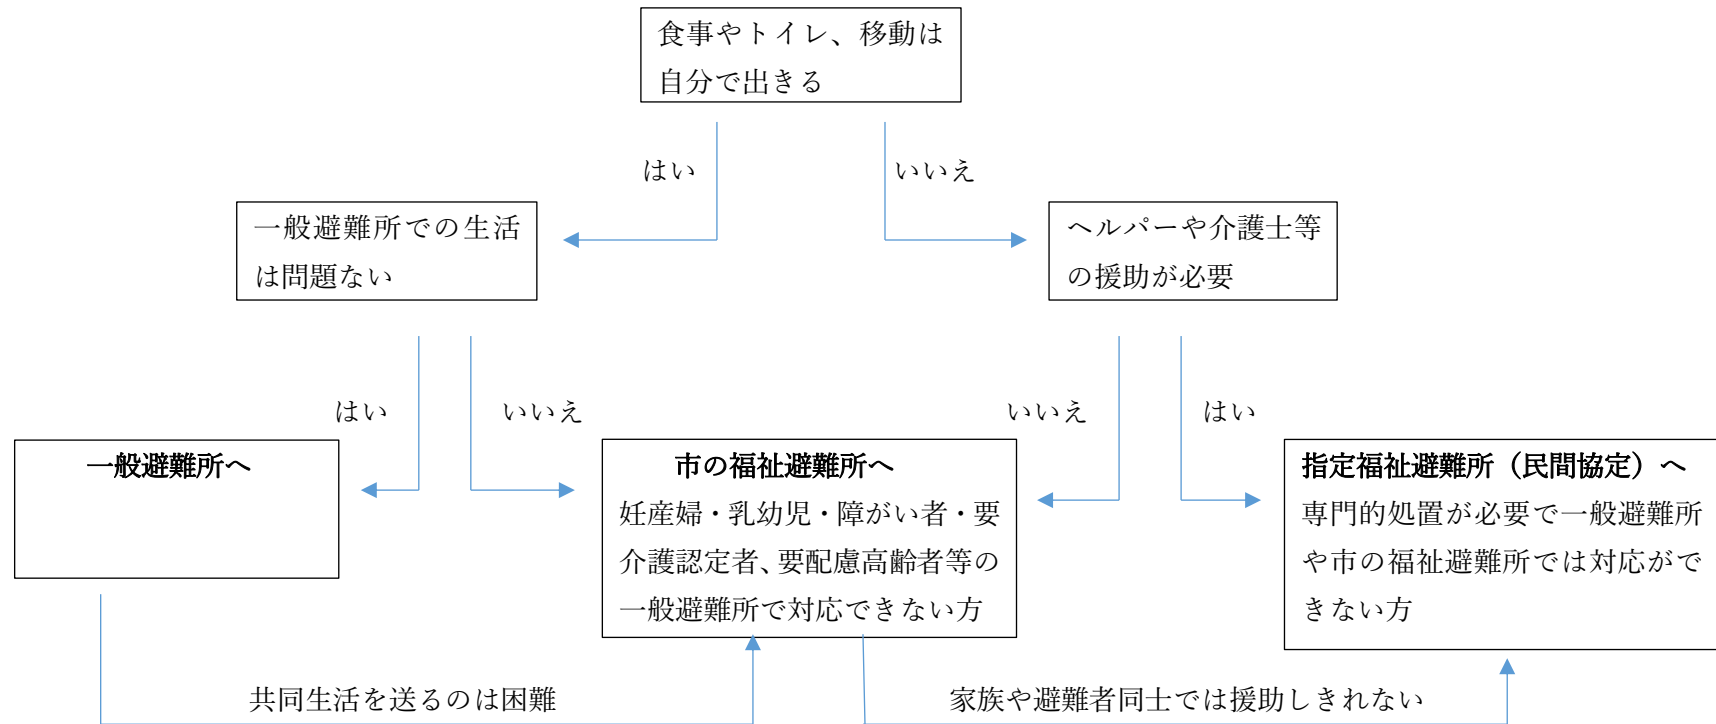 食事やトイレ、移動は
自分で出きる
はい
いいえ
一般避難所での生活
は問題ない
ヘルパーや介護士等
の援助が必要
はい
いいえ
いいえ
はい
一般避難所へ
市の福祉避難所へ
妊産婦・乳幼児・障がい者・要
介護認定者、要配慮高齢者等の
一般避難所で対応できない方
指定福祉避難所（民間協定）へ
専門的処置が必要で一般避難所
や市の福祉避難所では対応がで
きない方
共同生活を送るのは困難
家族や避難者同士では援助しきれない